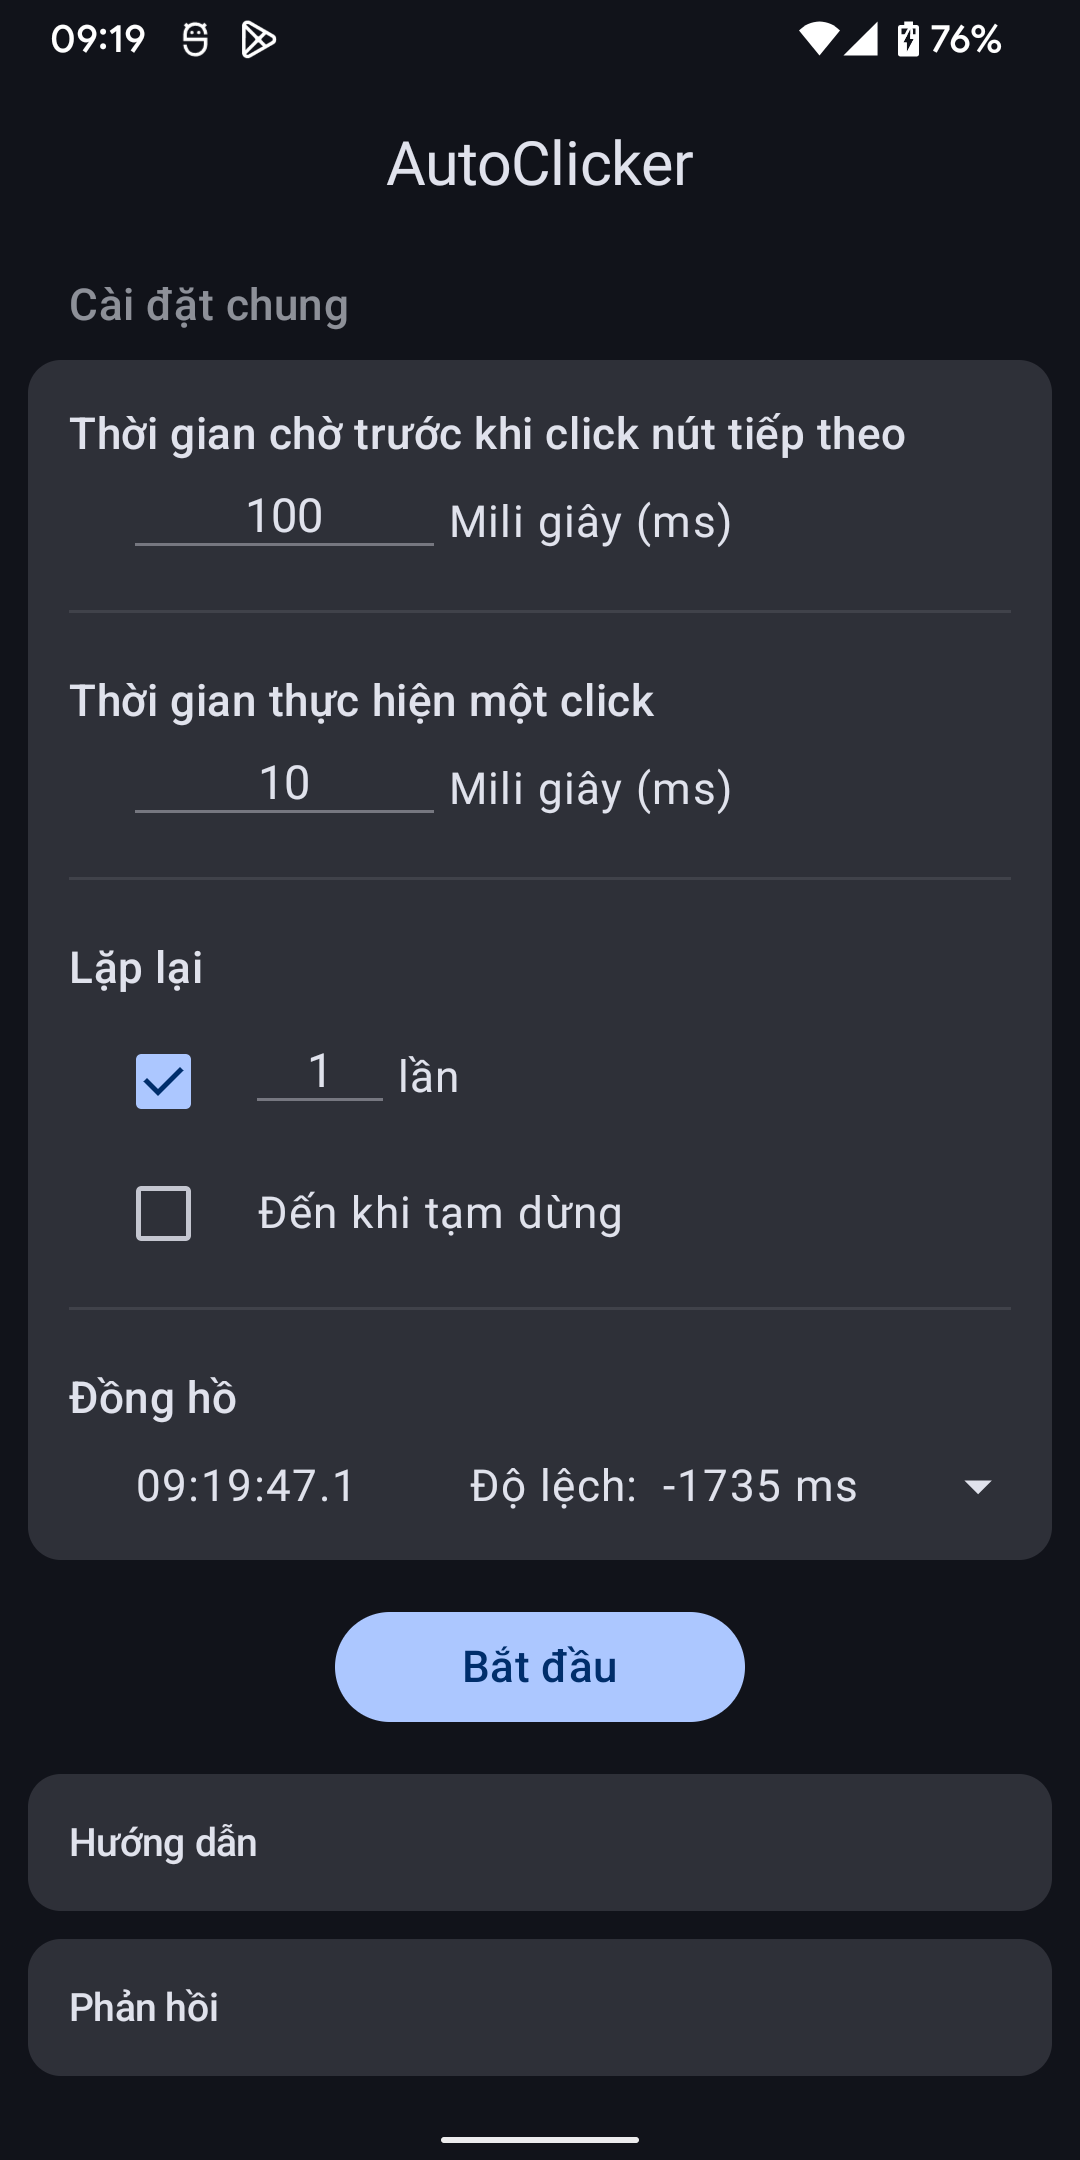 09:19 76%
AutoClicker
Cài đặt chung
Thời gian chờ trước khi click nút tiếp theo
100 Mili giây (ms)
Thời gian thực hiện một click
10 Mili giây (ms)
Lặp lại
1 lần
Đến khi tạm dừng
Đồng hồ
09:19:47.1 Độ lệch: -1735 ms
Bắt đầu
Hướng dẫn
Phản hồi